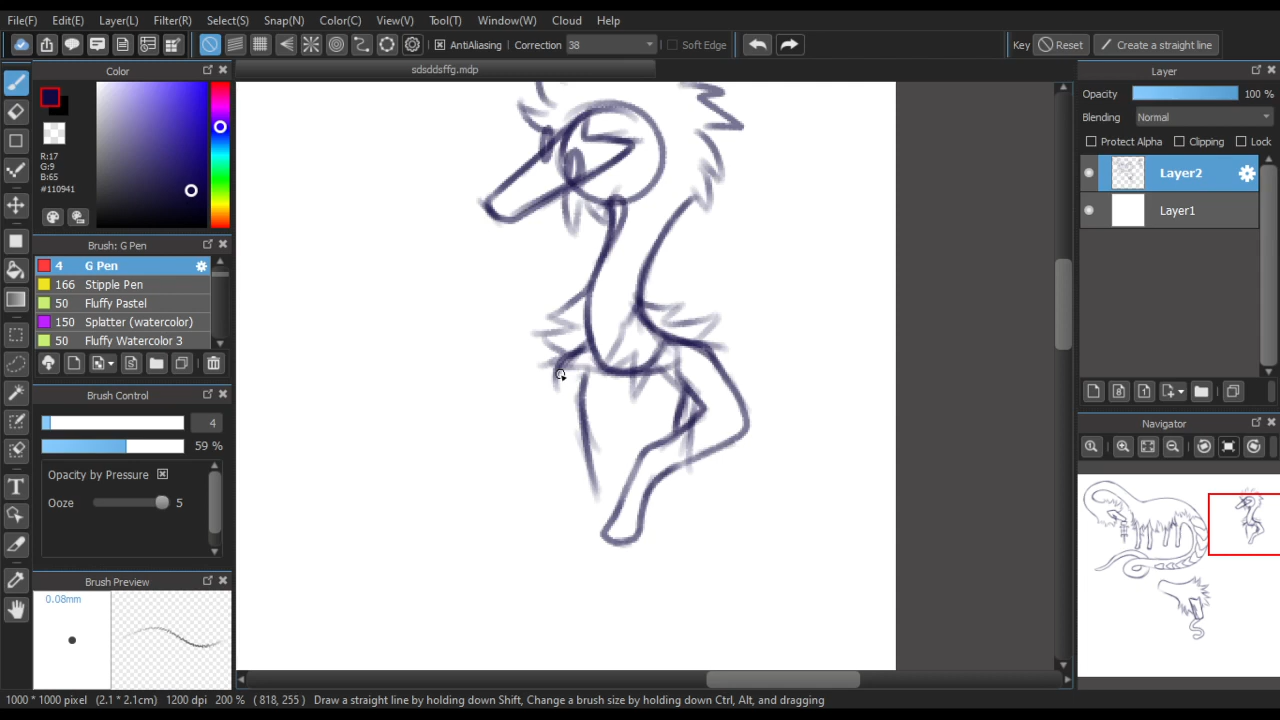 File(F) Edit(E) Layer(L) Filter(R) Select(S) Snap(N) Color(C) View(V) Tool(T) Window(W) Cloud Help
AntiAliasing Correction 38 Soft Edge Key Reset Create a straight line
Color
sdsddsffg.mdp
Layer
Opacity 100 %
Blending Normal
Protect Alpha Clipping Lock
Layer2
Layer1
R:17
G:9
B:65
#110941
Brush: G Pen
4 G Pen
166 Stipple Pen
50 Fluffy Pastel
150 Splatter (watercolor)
50 Fluffy Watercolor 3
Brush Control
4
59 %
Opacity by Pressure
Ooze 5
Navigator
Brush Preview
0.08mm
1000 * 1000 pixel (2.1 * 2.1cm) 1200 dpi 200 % ( 818, 255 ) Draw a straight line by holding down Shift, Change a brush size by holding down Ctrl, Alt, and dragging